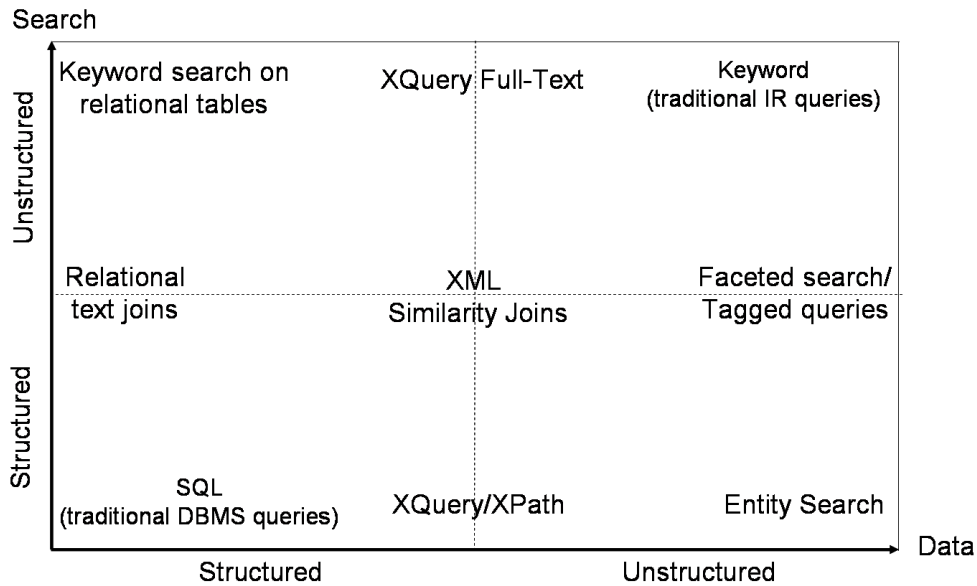 Search
Keyword search on
relational tables
XQuery Full-Text
Keyword
(traditional IR queries)
Unstructured
Relational
text joins
XML
Similarity Joins
Faceted search/
Tagged queries
Structured
SQL
(traditional DBMS queries)
XQuery/XPath
Entity Search
Data
Structured
Unstructured